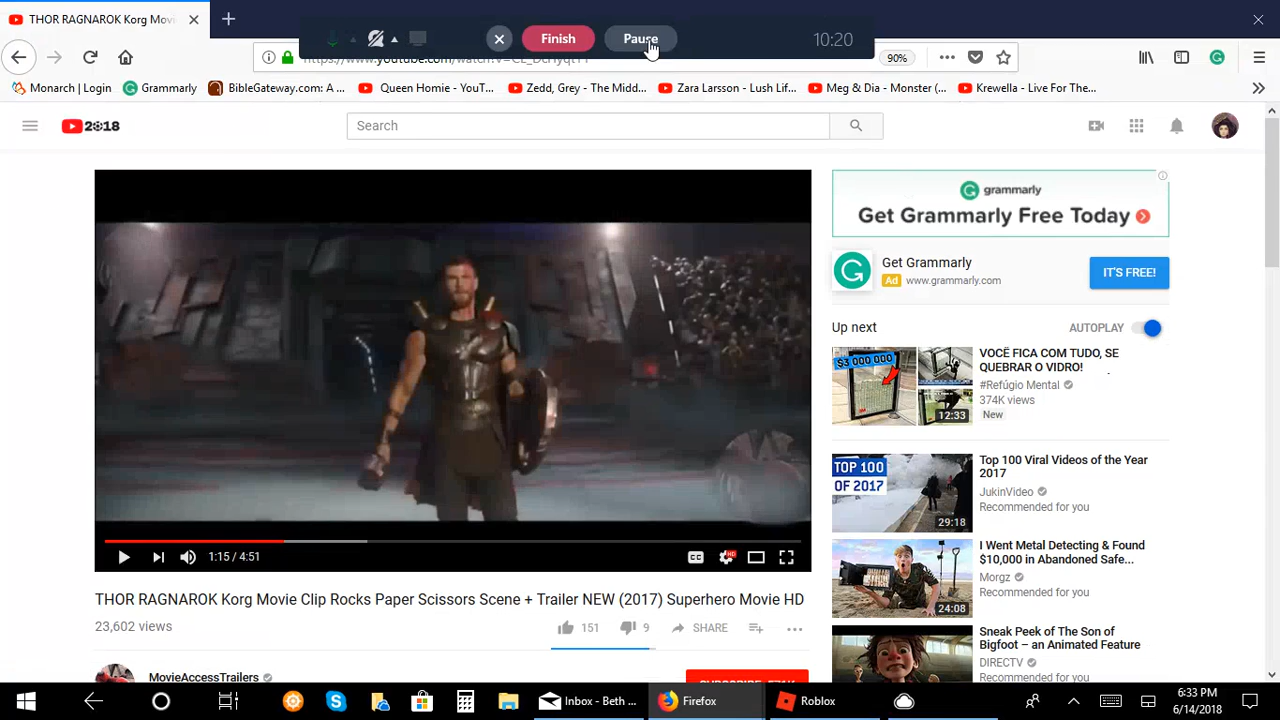 THOR RAGNAROK Korg Movi
Finish
Pause
10:20
90%
Monarch | Login
Grammarly
BibleGateway.com: A ...
Queen Homie - YouT...
Zedd, Grey - The Midd...
Zara Larsson - Lush Lif...
Meg & Dia - Monster (...
Krewella - Live For The...
2018
Search
grammarly
Get Grammarly Free Today
Get Grammarly
Ad www.grammarly.com
IT'S FREE!
Up next
AUTOPLAY
$3 000 000
12:33
VOCÊ FICA COM TUDO, SE
QUEBRAR O VIDRO!
#Refúgio Mental
374K views
New
TOP 100
OF 2017
29:18
Top 100 Viral Videos of the Year
2017
JukinVideo
Recommended for you
24:08
I Went Metal Detecting & Found
$10,000 in Abandoned Safe...
Morgz
Recommended for you
Sneak Peek of The Son of
Bigfoot – an Animated Feature
DIRECTV
Recommended for you
1:15 / 4:51
CC
HD
THOR RAGNAROK Korg Movie Clip Rocks Paper Scissors Scene + Trailer NEW (2017) Superhero Movie HD
23,602 views
151
9
SHARE
MovieAccessTrailers
Inbox - Beth ...
Firefox
Roblox
6:33 PM
6/14/2018